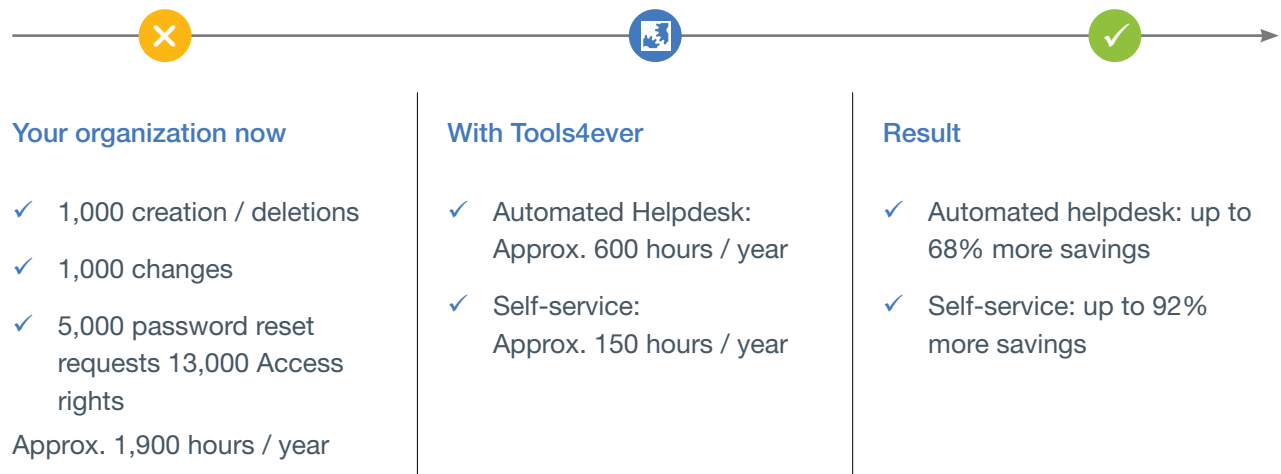 Your organization now
✓ 1,000 creation / deletions
✓ 1,000 changes
✓ 5,000 password reset
requests 13,000 Access
rights
Approx. 1,900 hours / year
With Tools4ever
✓ Automated Helpdesk:
Approx. 600 hours / year
✓ Self-service:
Approx. 150 hours / year
Result
✓ Automated helpdesk: up to
68% more savings
✓ Self-service: up to 92%
more savings